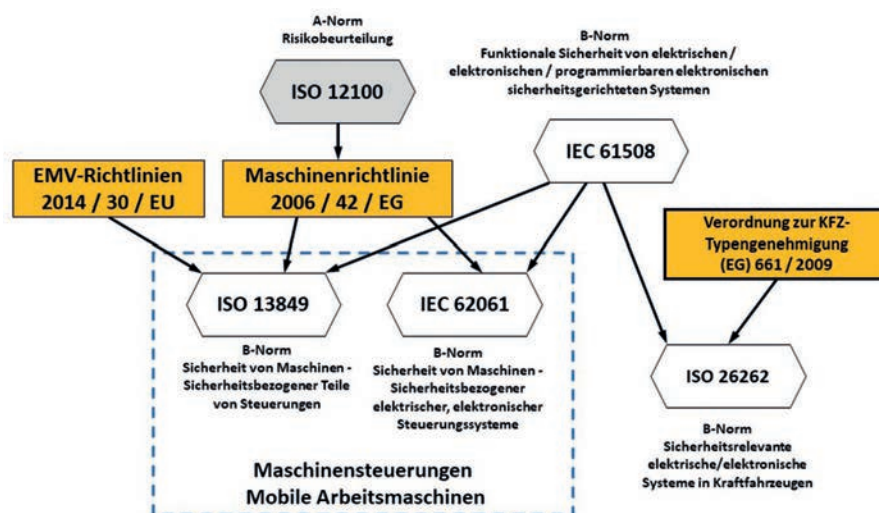 A-Norm
Risikobeurteilung
ISO 12100
B-Norm
Funktionale Sicherheit von elektrischen /
elektronischen / programmierbaren elektronischen
sicherheitsgerichteten Systemen
IEC 61508
EMV-Richtlinien
2014 / 30 / EU
Maschinenrichtlinie
2006 / 42 / EG
Verordnung zur KFZ-
Typengenehmigung
(EG) 661 / 2009
ISO 13849
B-Norm
Sicherheit von Maschinen -
Sicherheitsbezogener Teile
von Steuerungen
IEC 62061
B-Norm
Sicherheit von Maschinen -
Sicherheitsbezogener
elektrischer, elektronischer
Steuerungssysteme
ISO 26262
B-Norm
Sicherheitsrelevante
elektrische/elektronische
Systeme in Kraftfahrzeugen
Maschinensteuerungen
Mobile Arbeitsmaschinen